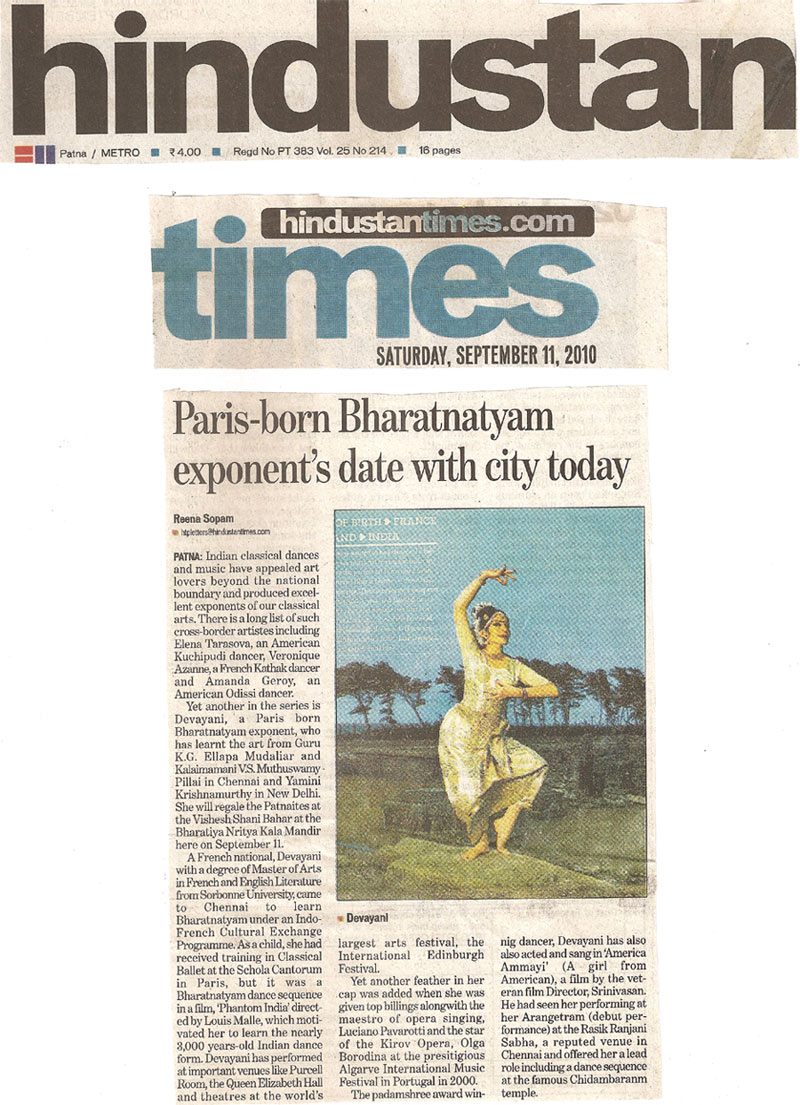 hindustan
Patna / METRO ■ ₹ 4.00 ■ Regd No PT 383 Vol. 25 No 214 ■ 16 pages
hindustantimes.com
times
SATURDAY, SEPTEMBER 11, 2010
Paris-born Bharatnatyam
exponent's date with city today
Reena Sopam
htpletters@hindustantimes.com
PATNA: Indian classical dances
and music have appealed art
lovers beyond the national
boundary and produced excel-
lent exponents of our classical
arts. There is a long list of such
cross-border artistes including
Elena Tarasova, an American
Kuchipudi dancer, Veronique
Azanne, a French Kathak dancer
and Amanda Geroy, an
American Odissi dancer.
Yet another in the series is
Devayani, a Paris born
Bharatnatyam exponent, who
has learnt the art from Guru
K.G. Ellapa Mudaliar and
Kalaimamani V.S. Muthuswamy
Pillai in Chennai and Yamini
Krishnamurthy in New Delhi.
She will regale the Patnaites at
the Vishesh Shani Bahar at the
Bharatiya Nritya Kala Mandir
here on September 11.
A French national, Devayani
with a degree of Master of Arts
in French and English Literature
from Sorbonne University, came
to Chennai to learn
Bharatnatyam under an Indo-
French Cultural Exchange
Programme. As a child, she had
received training in Classical
Ballet at the Schola Cantorum
in Paris, but it was a
Bharatnatyam dance sequence
in a film, 'Phantom India' direct-
ed by Louis Malle, which moti-
vated her to learn the nearly
3,000 years-old Indian dance
form. Devayani has performed
at important venues like Purcell
Room, the Queen Elizabeth Hall
and theatres at the world's
OF BIRTH ▶ FRANCE
AND ▶ INDIA
Devayani
largest arts festival, the
International Edinburgh
Festival.
Yet another feather in her
cap was added when she was
given top billings alongwith the
maestro of opera singing,
Luciano Pavarotti and the star
of the Kirov Opera, Olga
Borodina at the presitigious
Algarve International Music
Festival in Portugal in 2000.
The padamshree award win-
nig dancer, Devayani has also
also acted and sang in 'America
Ammayi' (A girl from
American), a film by the vet-
eran film Director, Srinivasan.
He had seen her performing at
her Arangetram (debut per-
formance) at the Rasik Ranjani
Sabha, a reputed venue in
Chennai and offered her a lead
role including a dance sequence
at the famous Chidambaranm
temple.